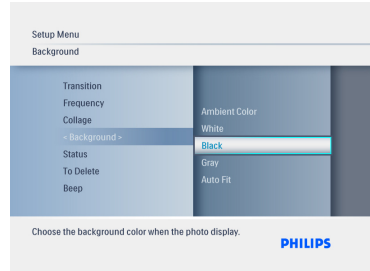 Setup Menu
Background
Transition
Frequency
Collage
« Background »
Status
To Delete
Beep
Ambient Color
White
Black
Gray
Auto Fit
Choose the background color when the photo display.
PHILIPS